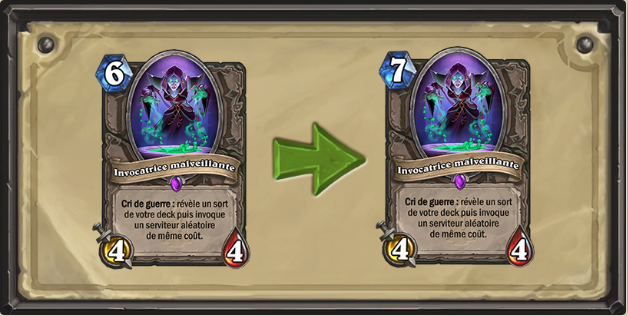 6
Invocatrice malveillante
Cri de guerre : révèle un sort
de votre deck puis invoque
un serviteur aléatoire
de même coût.
4
4
7
Invocatrice malveillante
Cri de guerre : révèle un sort
de votre deck puis invoque
un serviteur aléatoire
de même coût.
4
4